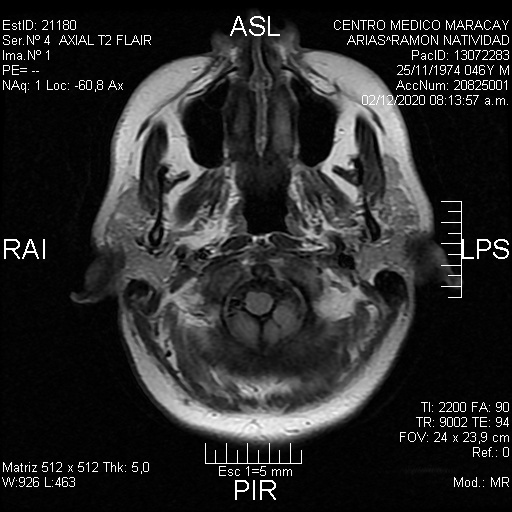 EstID: 21180
Ser.Nº 4 AXIAL T2 FLAIR
Ima.Nº 1
PE= --
NAq: 1 Loc: -60,8 Ax
ASL
CENTRO MEDICO MARACAY
ARIAS^RAMON NATIVIDAD
PacID: 13072283
25/11/1974 046Y M
AccNum: 20825001
02/12/2020 08:13:57 a.m.
RAI
LPS
TI: 2200 FA: 90
TR: 9002 TE: 94
FOV: 24 x 23,9 cm
Ref.: 0
Matriz 512 x 512 Thk: 5,0
W:926 L:463
Esc 1=5 mm
PIR
Mod.: MR